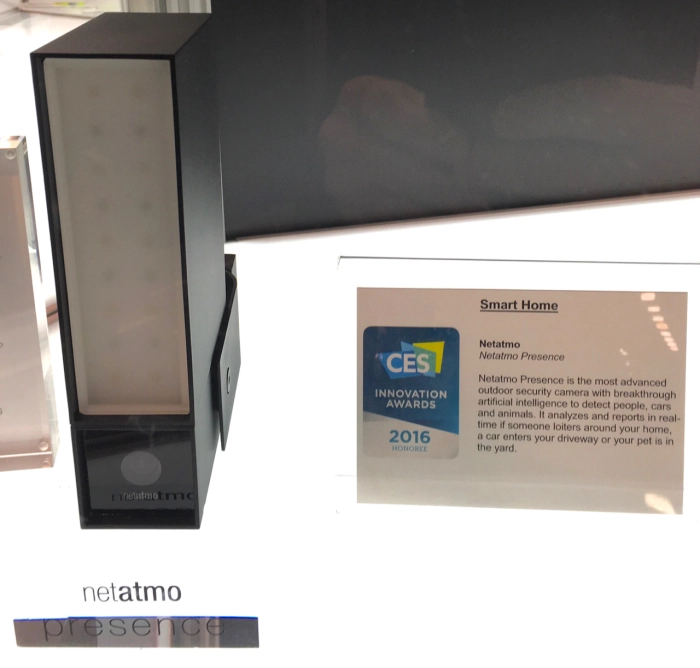 Smart Home
CES
INNOVATION
AWARDS
2016
HONOREE
Netatmo
Netatmo Presence
Netatmo Presence is the most advanced
outdoor security camera with breakthrough
artificial intelligence to detect people, cars
and animals. It analyzes and reports in real-
time if someone loiters around your home,
a car enters your driveway or your pet is in
the yard.
netatmo
netatmo
presence